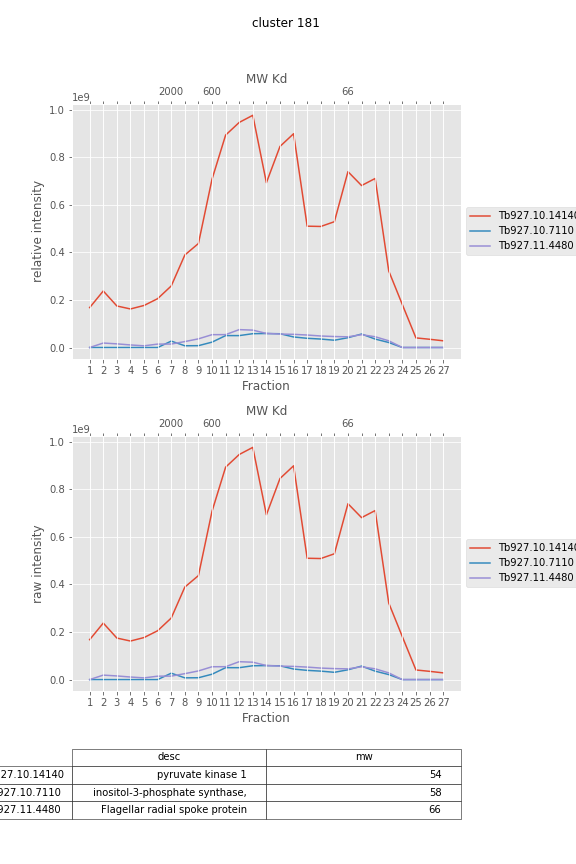 cluster 181
MW Kd
2000 600 66
1e9
1.0
0.8
0.6
0.4
0.2
0.0
relative intensity
1 2 3 4 5 6 7 8 9 10 11 12 13 14 15 16 17 18 19 20 21 22 23 24 25 26 27
Fraction
Tb927.10.14140
Tb927.10.7110
Tb927.11.4480
MW Kd
2000 600 66
1e9
1.0
0.8
0.6
0.4
0.2
0.0
raw intensity
1 2 3 4 5 6 7 8 9 10 11 12 13 14 15 16 17 18 19 20 21 22 23 24 25 26 27
Fraction
Tb927.10.14140
Tb927.10.7110
Tb927.11.4480
desc mw
27.10.14140 pyruvate kinase 1 54
927.10.7110 inositol-3-phosphate synthase, 58
927.11.4480 Flagellar radial spoke protein 66